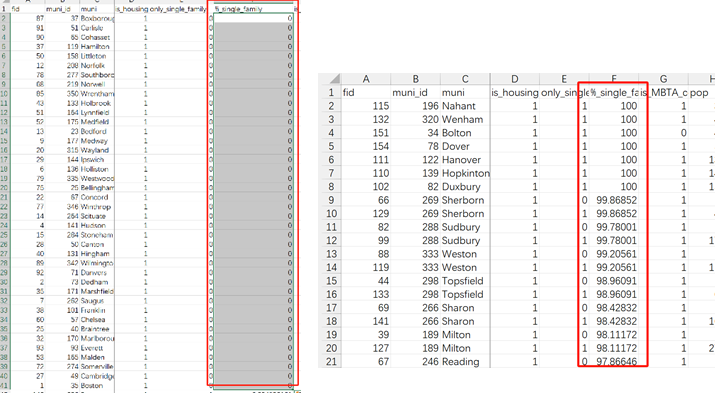 fid muni_id muni is_housing only_single_family %_single_family is_
2 87 37 Boxboroug 1 0 0
3 91 51 Carlisle 1 0 0
4 90 65 Cohasset 1 0 0
5 37 119 Hamilton 1 0 0
6 50 158 Littleton 1 0 0
7 12 208 Norfolk 1 0 0
8 78 277 Southboro 1 0 0
9 68 219 Norwell 1 0 0
10 85 350 Wrentham 1 0 0
11 43 133 Holbrook 1 0 0
12 51 164 Lynnfield 1 0 0
13 52 175 Medfield 1 0 0
14 13 23 Bedford 1 0 0
15 9 177 Medway 1 0 0
16 20 315 Wayland 1 0 0
17 29 144 Ipswich 1 0 0
18 6 136 Holliston 1 0 0
19 79 335 Westwood 1 0 0
20 75 25 Bellingham 1 0 0
21 22 67 Concord 1 0 0
22 77 346 Winthrop 1 0 0
23 14 264 Scituate 1 0 0
24 4 141 Hudson 1 0 0
25 15 284 Stoneham 1 0 0
26 28 50 Canton 1 0 0
27 40 131 Hingham 1 0 0
28 89 342 Wilmingto 1 0 0
29 92 71 Danvers 1 0 0
30 2 73 Dedham 1 0 0
31 35 171 Marshfield 1 0 0
32 7 262 Saugus 1 0 0
33 38 101 Franklin 1 0 0
34 60 57 Chelsea 1 0 0
35 25 40 Braintree 1 0 0
36 32 170 Marlborou 1 0 0
37 93 93 Everett 1 0 0
38 53 165 Malden 1 0 0
39 72 274 Somerville 1 0 0
40 27 49 Cambridge 1 0 0
41 1 35 Boston 1 0 0
A B C D E F G H
1 fid muni_id muni is_housing only_single %_single_fa is_MBTA_c pop
2 115 196 Nahant 1 1 100 1
3 132 320 Wenham 1 1 100 1
4 151 34 Bolton 1 1 100 0
5 154 78 Dover 1 1 100 1
6 111 122 Hanover 1 1 100 1 1
7 110 139 Hopkinton 1 1 100 1 1
8 102 82 Duxbury 1 1 100 1 1
9 66 269 Sherborn 1 0 99.86852 1
10 129 269 Sherborn 1 1 99.86852 1
11 82 288 Sudbury 1 0 99.78001 1
12 99 288 Sudbury 1 1 99.78001 1 1
13 88 333 Weston 1 0 99.20561 1
14 119 333 Weston 1 1 99.20561 1 1
15 44 298 Topsfield 1 0 98.96091 1
16 133 298 Topsfield 1 1 98.96091 1
17 69 266 Sharon 1 0 98.42832 1
18 141 266 Sharon 1 1 98.42832 1 1
19 39 189 Milton 1 0 98.11172 1
20 127 189 Milton 1 1 98.11172 1 2
21 67 246 Reading 1 0 97.86646 1